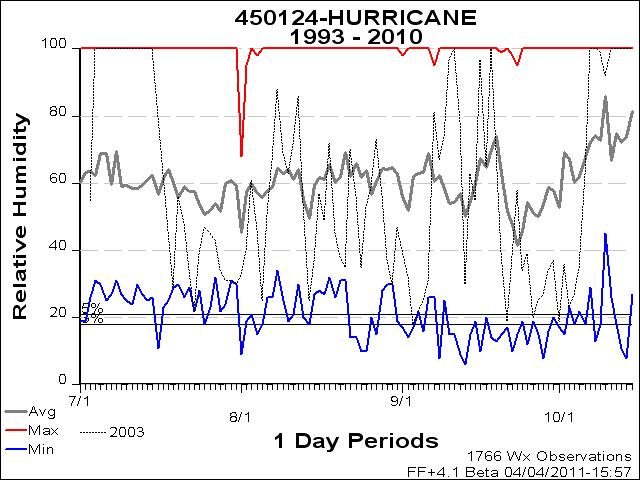 450124-HURRICANE
1993 - 2010
Relative Humidity
100
80
60
40
20
0
5%
3%
7/1
8/1
9/1
10/1
Avg
Max
Min
2003
1 Day Periods
1766 Wx Observations
FF+4.1 Beta 04/04/2011-15:57